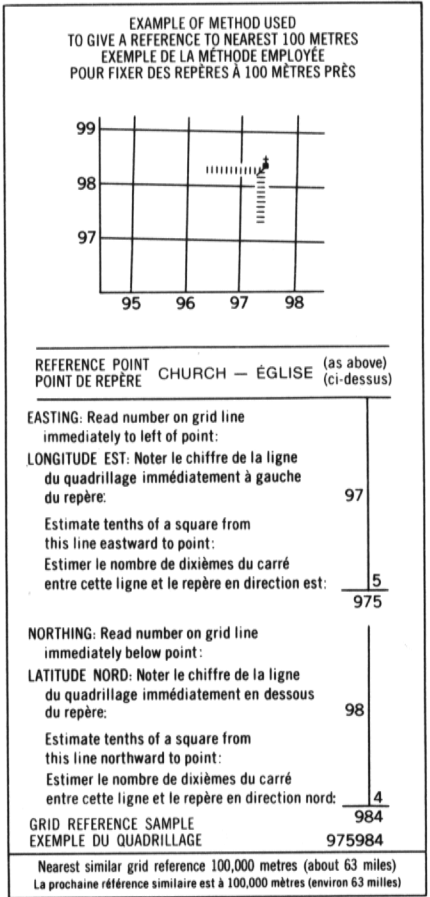 EXAMPLE OF METHOD USED
TO GIVE A REFERENCE TO NEAREST 100 METRES
EXEMPLE DE LA MÉTHODE EMPLOYÉE
POUR FIXER DES REPÈRES À 100 MÈTRES PRÈS
99
98
97
95 96 97 98
REFERENCE POINT CHURCH — ÉGLISE (as above)
POINT DE REPÈRE (ci-dessus)
EASTING: Read number on grid line
immediately to left of point:
LONGITUDE EST: Noter le chiffre de la ligne
du quadrillage immédiatement à gauche
du repère: 97
Estimate tenths of a square from
this line eastward to point:
Estimer le nombre de dixièmes du carré
entre cette ligne et le repère en direction est: 5
975
NORTHING: Read number on grid line
immediately below point:
LATITUDE NORD: Noter le chiffre de la ligne
du quadrillage immédiatement en dessous
du repère: 98
Estimate tenths of a square from
this line northward to point:
Estimer le nombre de dixièmes du carré
entre cette ligne et le repère en direction nord: 4
984
GRID REFERENCE SAMPLE
EXEMPLE DU QUADRILLAGE 975984
Nearest similar grid reference 100,000 metres (about 63 miles)
La prochaine référence similaire est à 100,000 mètres (environ 63 milles)